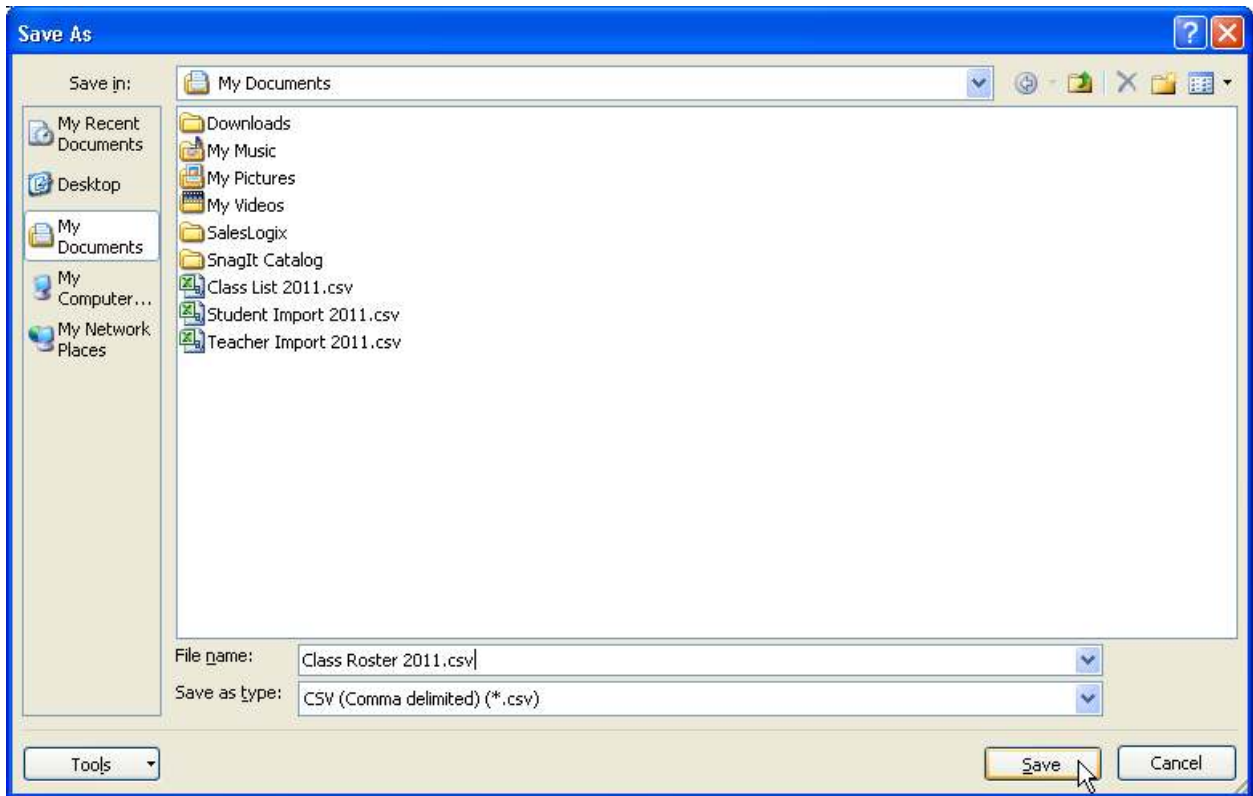 Save As
Save in:
My Documents
My Recent
Documents
Desktop
My
Documents
My
Computer...
My Network
Places
Downloads
My Music
My Pictures
My Videos
SalesLogix
SnagIt Catalog
Class List 2011.csv
Student Import 2011.csv
Teacher Import 2011.csv
File name:
Class Roster 2011.csv
Save as type:
CSV (Comma delimited) (*.csv)
Tools
Save
Cancel